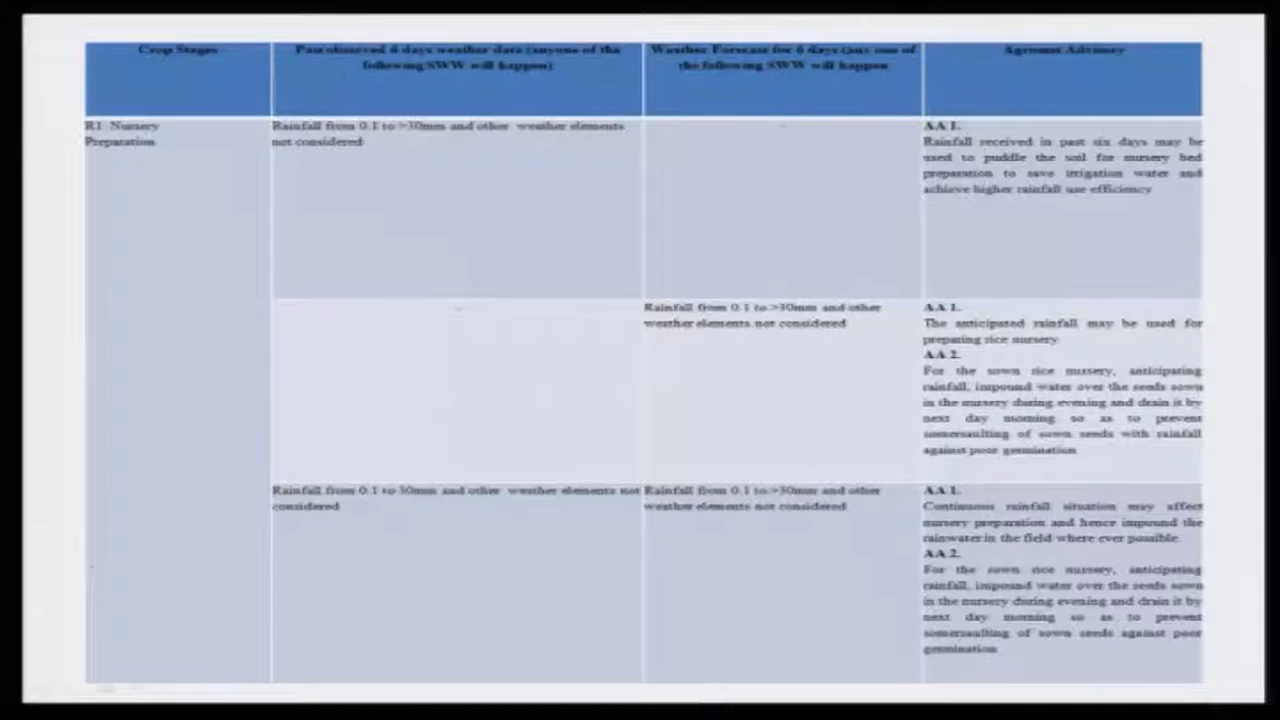 Crop Stages
Past observed 6 days weather data (anyone of the
following SWW will happen)
Weather Forecast for 6 days (any one of
the following SWW will happen
Agromet Advisory
R1 Nursery
Preparation
Rainfall from 0.1 to >30mm and other weather elements
not considered
-
AA 1.
Rainfall received in past six days may be
used to puddle the soil for nursery bed
preparation to save irrigation water and
achieve higher rainfall use efficiency
-
Rainfall from 0.1 to >30mm and other
weather elements not considered
AA 1.
The anticipated rainfall may be used for
preparing rice nursery
AA 2.
For the sown rice nursery, anticipating
rainfall, impound water over the seeds sown
in the nursery during evening and drain it by
next day morning so as to prevent
somersaulting of sown seeds with rainfall
against poor germination
Rainfall from 0.1 to 30mm and other weather elements not
considered
Rainfall from 0.1 to >30mm and other
weather elements not considered
AA 1.
Continuous rainfall situation may affect
nursery preparation and hence impound the
rainwater in the field where ever possible.
AA 2.
For the sown rice nursery, anticipating
rainfall, impound water over the seeds sown
in the nursery during evening and drain it by
next day morning so as to prevent
somersaulting of sown seeds against poor
germination